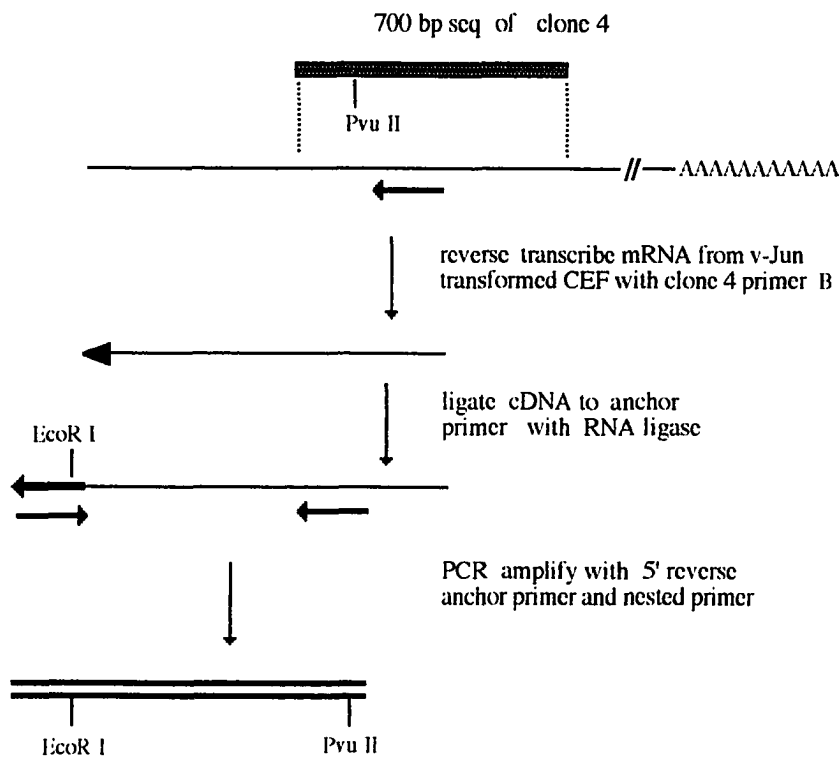 700 bp seq of clone 4
Pvu II
AAAAAAAAAAA
reverse transcribe mRNA from v-Jun
transformed CEF with clone 4 primer B
ligate cDNA to anchor
primer with RNA ligase
EcoR I
PCR amplify with 5' reverse
anchor primer and nested primer
EcoR I
Pvu II